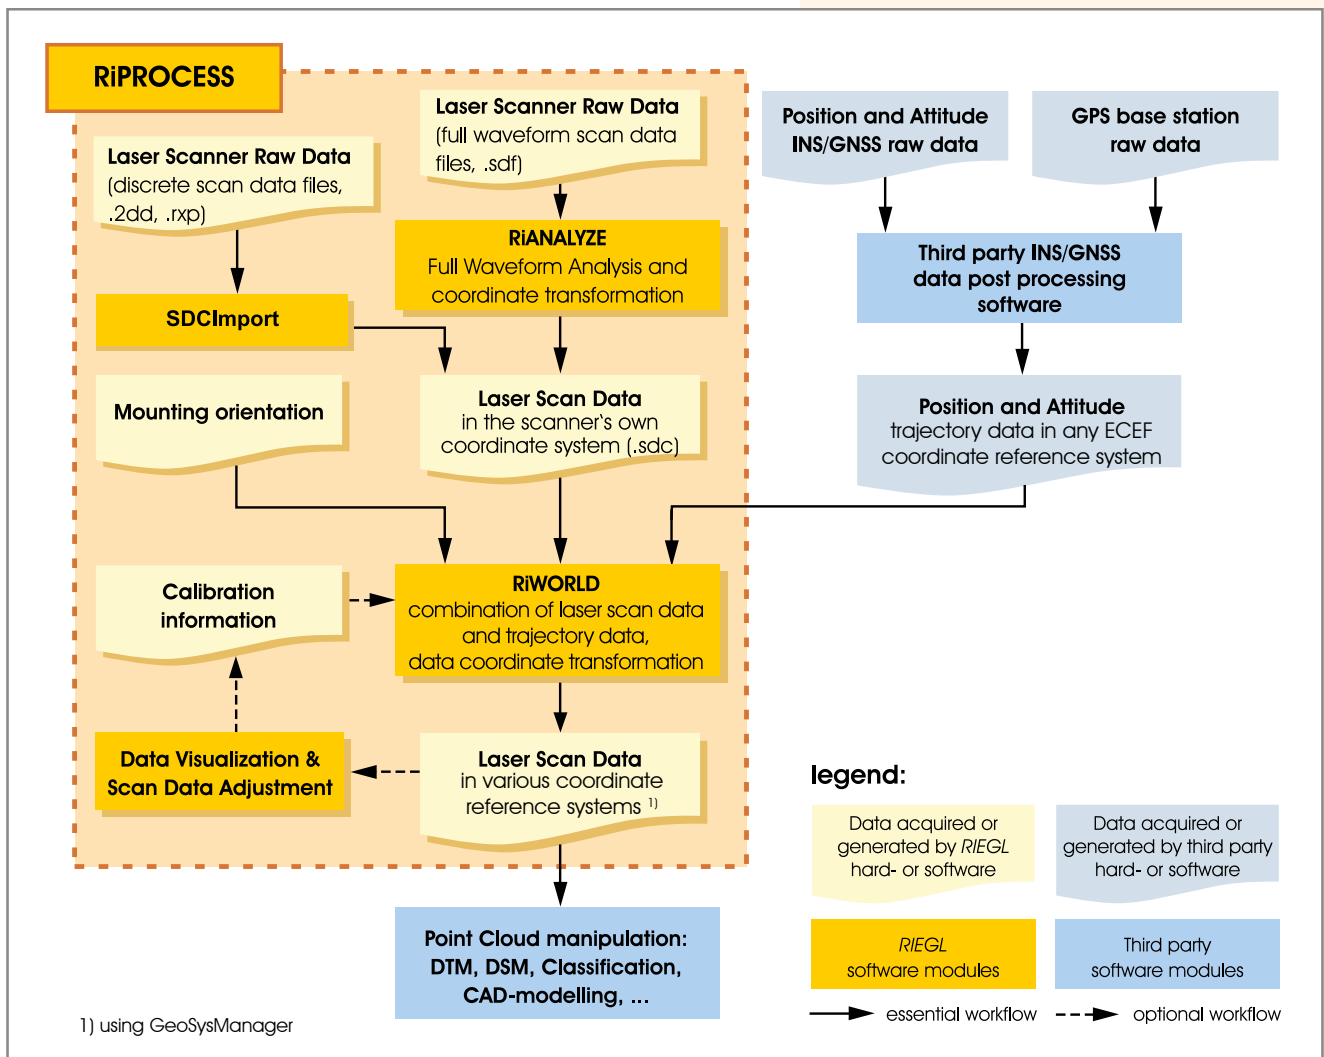 RiPROCESS
Laser Scanner Raw Data
(discrete scan data files,
.2dd, .rxp)
Laser Scanner Raw Data
(full waveform scan data
files, .sdf)
Position and Attitude
INS/GNSS raw data
GPS base station
raw data
RiANALYZE
Full Waveform Analysis and
coordinate transformation
Third party INS/GNSS
data post processing
software
SDCImport
Mounting orientation
Laser Scan Data
in the scanner's own
coordinate system (.sdc)
Position and Attitude
trajectory data in any ECEF
coordinate reference system
Calibration
information
RiWORLD
combination of laser scan data
and trajectory data,
data coordinate transformation
Data Visualization &
Scan Data Adjustment
Laser Scan Data
in various coordinate
reference systems 1)
Point Cloud manipulation:
DTM, DSM, Classification,
CAD-modelling, ...
legend:
Data acquired or
generated by RIEGL
hard- or software
Data acquired or
generated by third party
hard- or software
RIEGL
software modules
Third party
software modules
essential workflow
optional workflow
1) using GeoSysManager